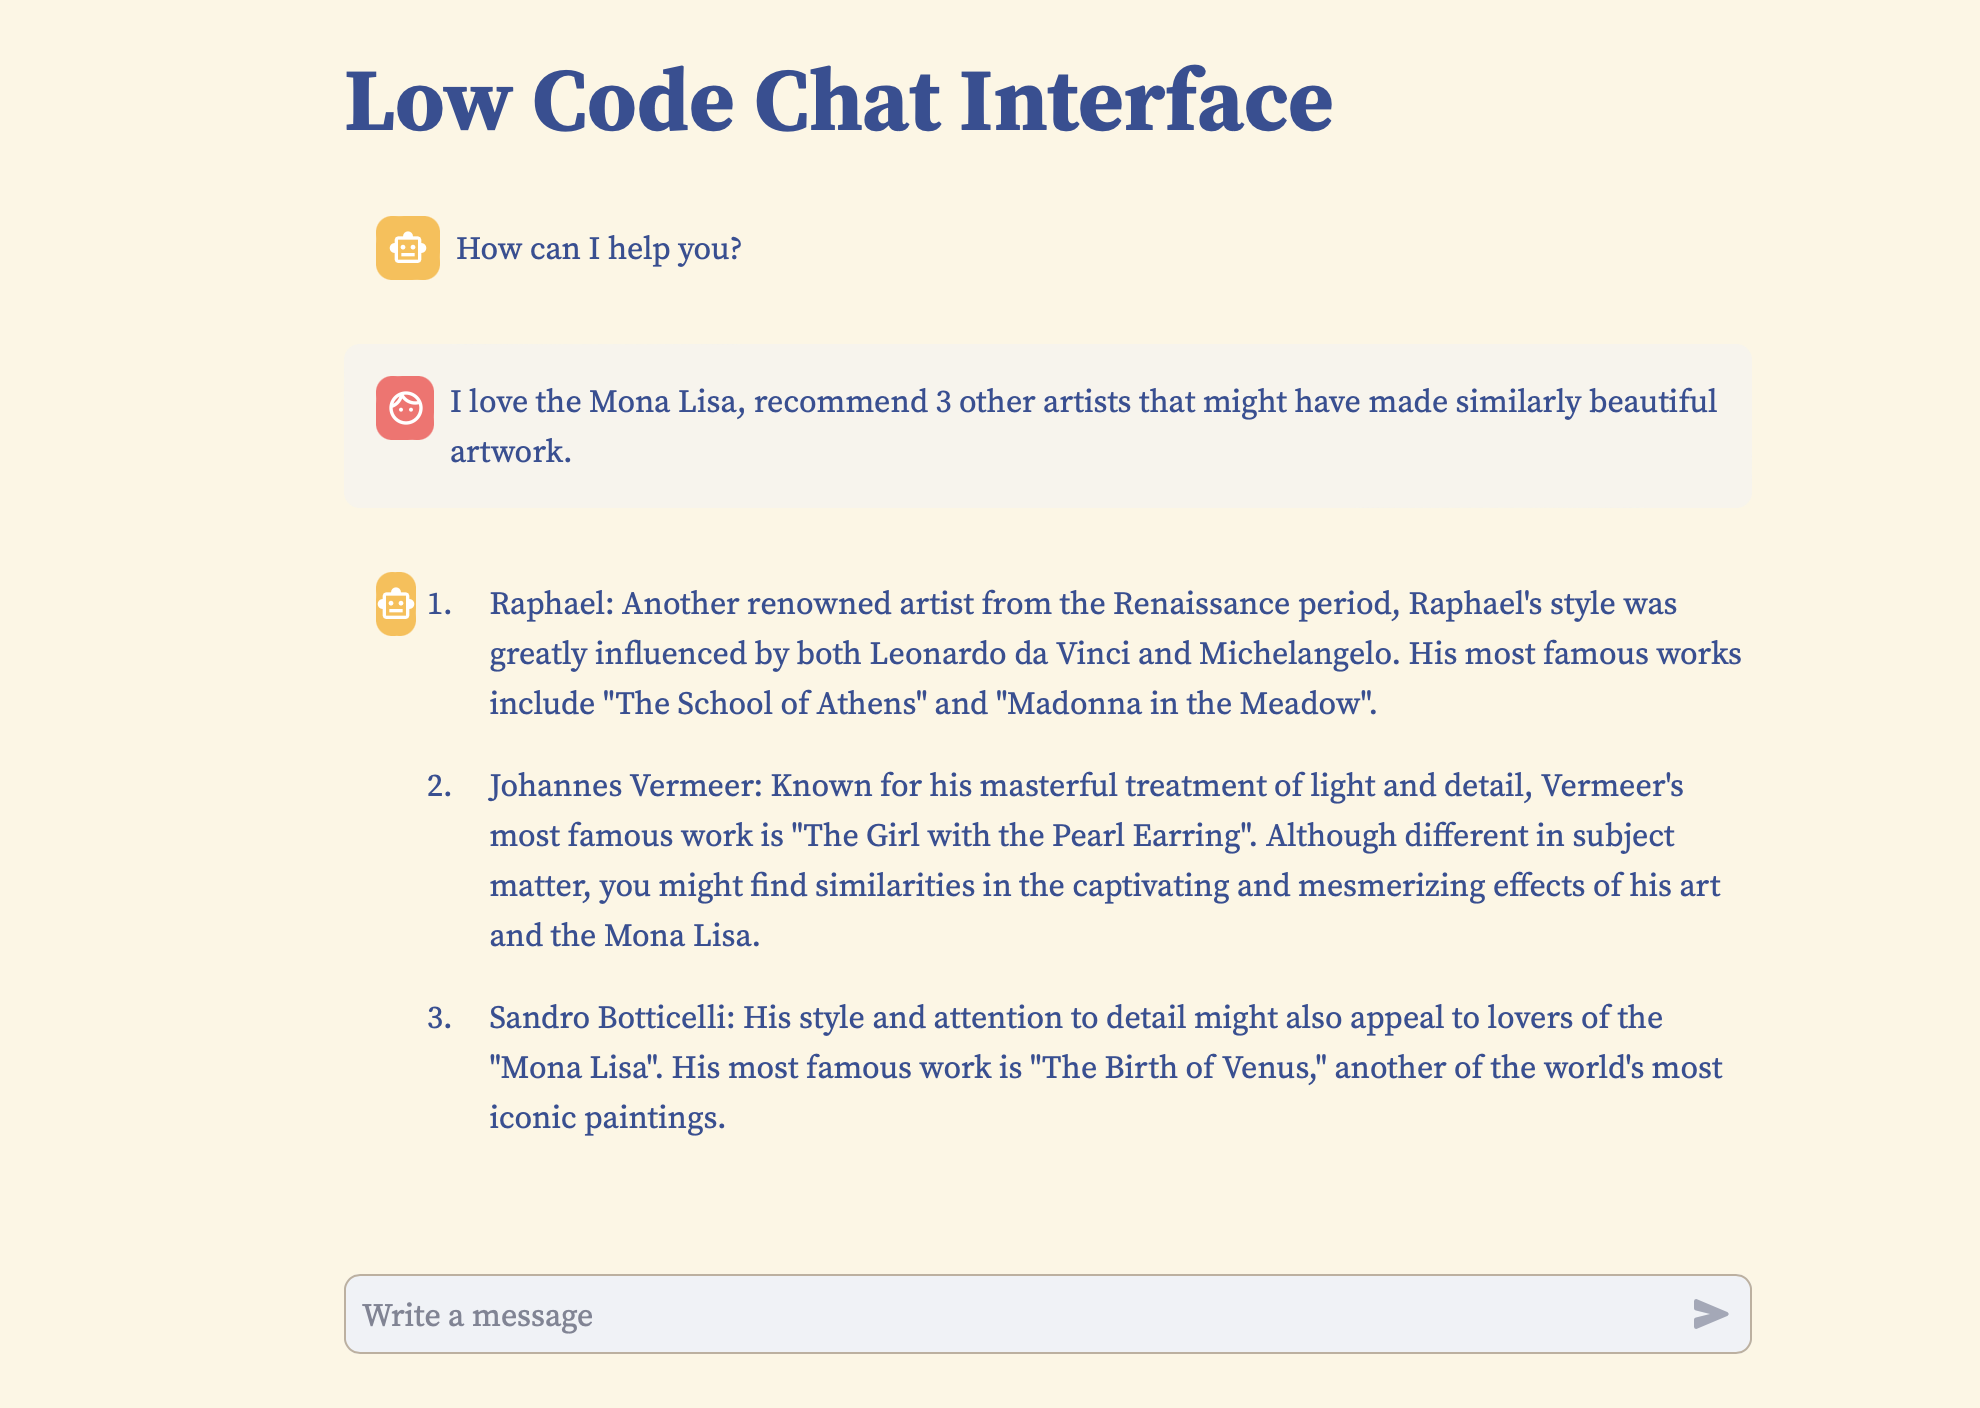 Low Code Chat Interface
How can I help you?
I love the Mona Lisa, recommend 3 other artists that might have made similarly beautiful
artwork.
1. Raphael: Another renowned artist from the Renaissance period, Raphael's style was
greatly influenced by both Leonardo da Vinci and Michelangelo. His most famous works
include "The School of Athens" and "Madonna in the Meadow".
2. Johannes Vermeer: Known for his masterful treatment of light and detail, Vermeer's
most famous work is "The Girl with the Pearl Earring". Although different in subject
matter, you might find similarities in the captivating and mesmerizing effects of his art
and the Mona Lisa.
3. Sandro Botticelli: His style and attention to detail might also appeal to lovers of the
"Mona Lisa". His most famous work is "The Birth of Venus," another of the world's most
iconic paintings.
Write a message